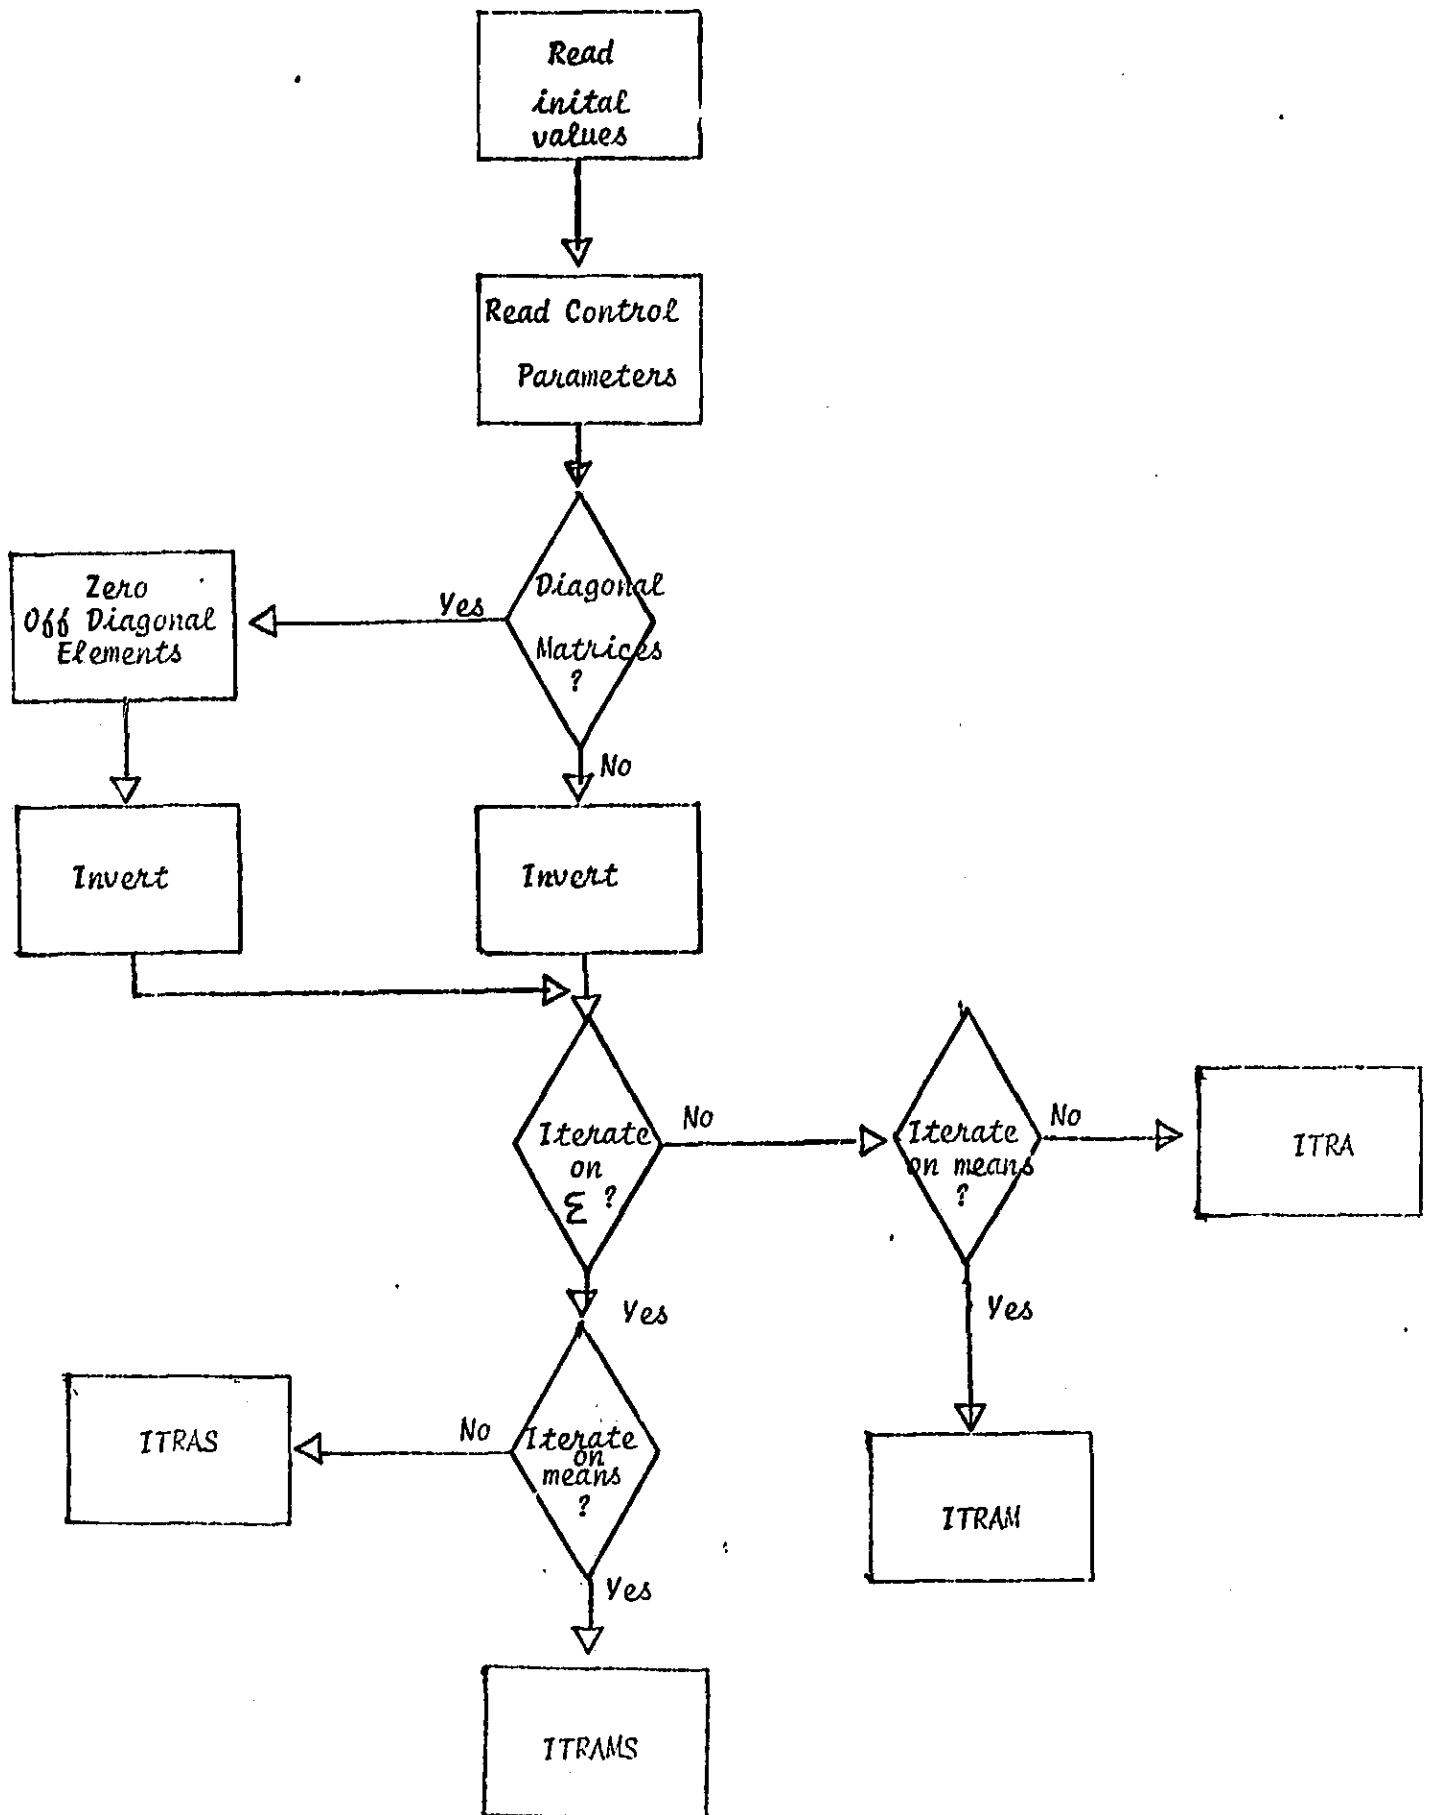 Read
inital
values
Read Control
Parameters
Diagonal
Matrices
?
Yes
No
Zero
Off Diagonal
Elements
Invert
Invert
Iterate
on
Σ ?
No
Iterate
on means
?
No
ITRA
Yes
ITRAM
Yes
Iterate
on
means
?
No
ITRAS
Yes
ITRAMS